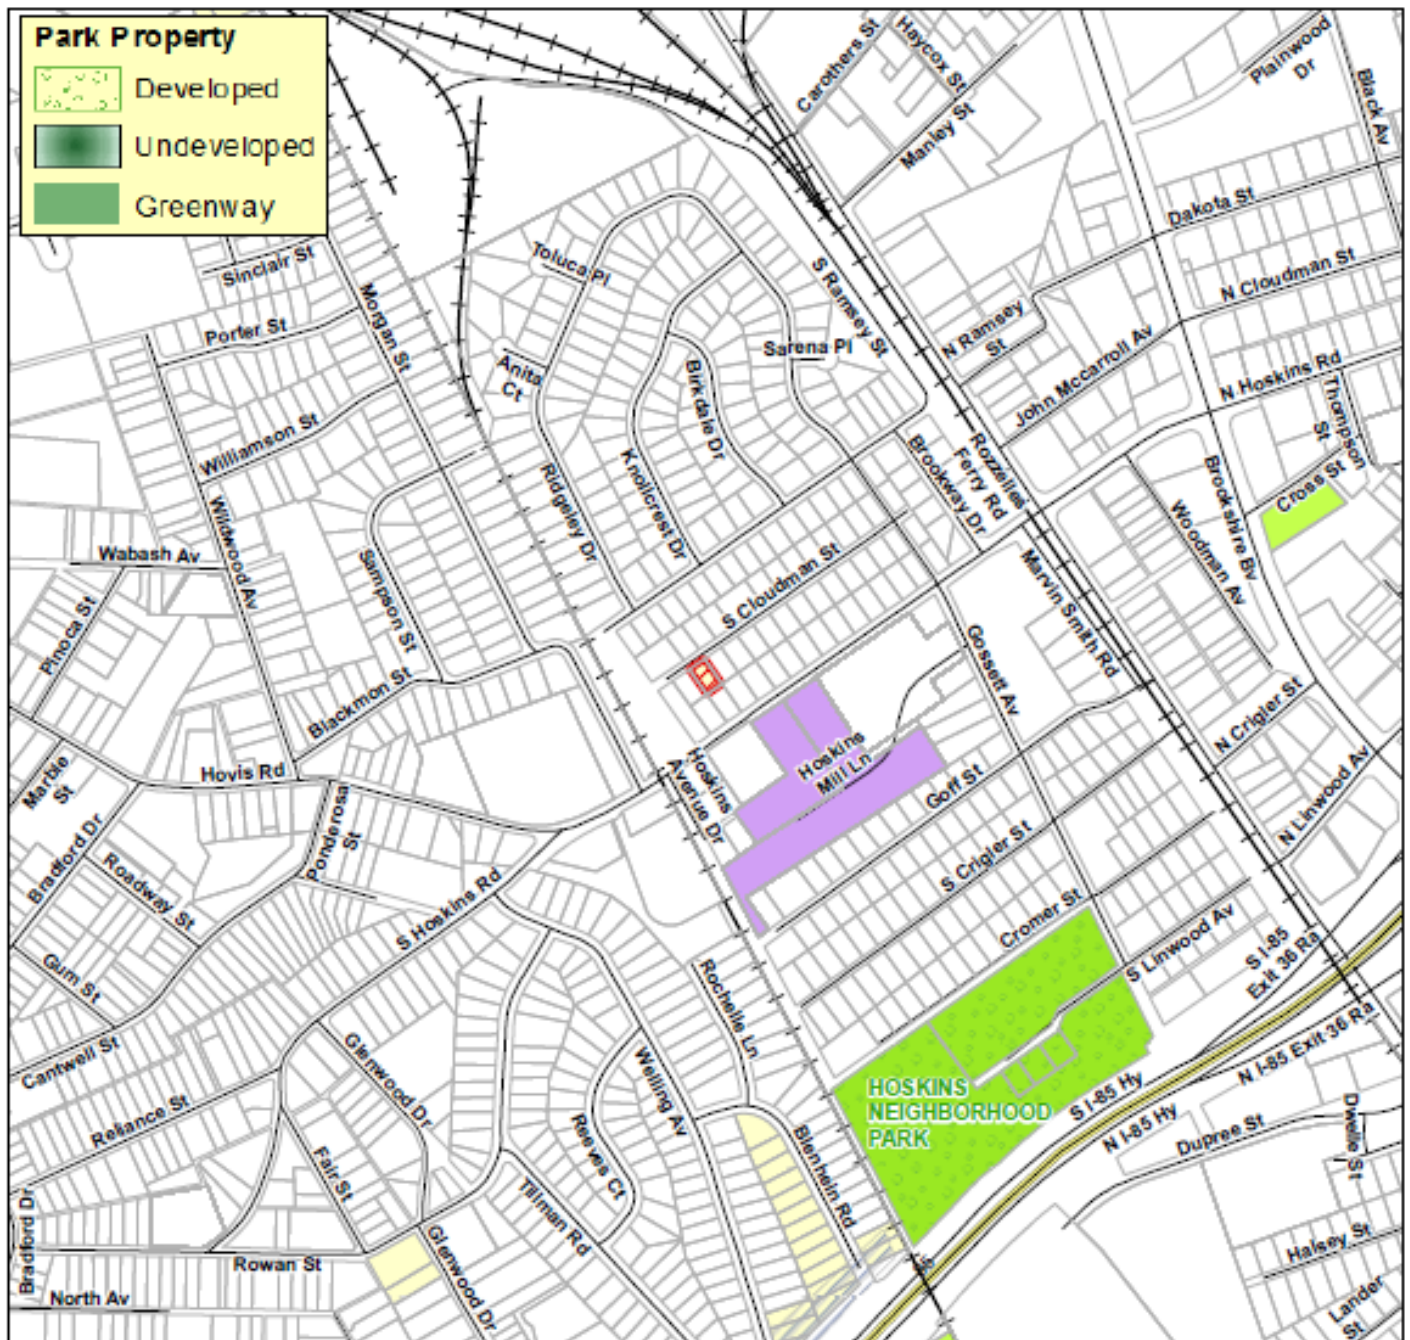 Park Property
Developed
Undeveloped
Greenway
Carothers St
Haycox St
Manley St
Plainwood
Dr
Black Av
Dakota St
N Cloudman St
Sinclair St
Porter St
Morgan St
Toluca Pl
S Ramsey St
N Ramsey
St
John Mccarroll Av
N Hoskins Rd
Thompson
St
Sarena Pl
Anita
Ct
Birkdale Dr
Williamson St
Knollcrest Dr
Ridgeley Dr
Brookway Dr
Rozzelles
Ferry Rd
Brookshire Bv
Cross St
Woodman Av
Wildwood Av
Wabash Av
Sampson St
S Cloudman St
Marvin Smith Rd
Pinoca St
Gossett Av
Blackmon St
N Crigler St
Hoskins
Mill Ln
Hoskins
Avenue Dr
Goff St
N Linwood Av
Marble
St
Hovis Rd
Ponderosa
St
Bradford Dr
Roadway St
S Crigler St
S Hoskins Rd
Cromer St
S Linwood Av
S I-85
Exit 36 Ra
Gum St
Rochelle Ln
Cantwell St
Glenwood Dr
Welling Av
N I-85 Exit 36 Ra
HOSKINS
NEIGHBORHOOD
PARK
S I-85 Hy
N I-85 Hy
Dupree St
Dwelle St
Reliance St
Fair St
Reeves Ct
Blenhein Rd
Tillman Rd
Bradford Dr
Rowan St
Glenwood Dr
Halsey St
North Av
Lander
St